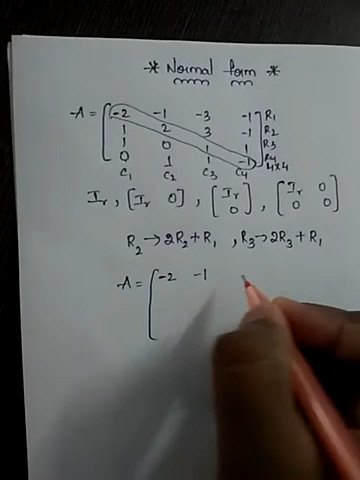 * Normal form *
A = [ -2 -1 -3 -1 ] R1
1 2 3 -1 R2
1 0 1 1 R3
0 1 1 -1 R4 4×4
C1 C2 C3 C4
Ir , [Ir 0] , [Ir 0] , [Ir 0 0 0]
R2 → 2R2 + R1 , R3 → 2R3 + R1
A = [ -2 -1